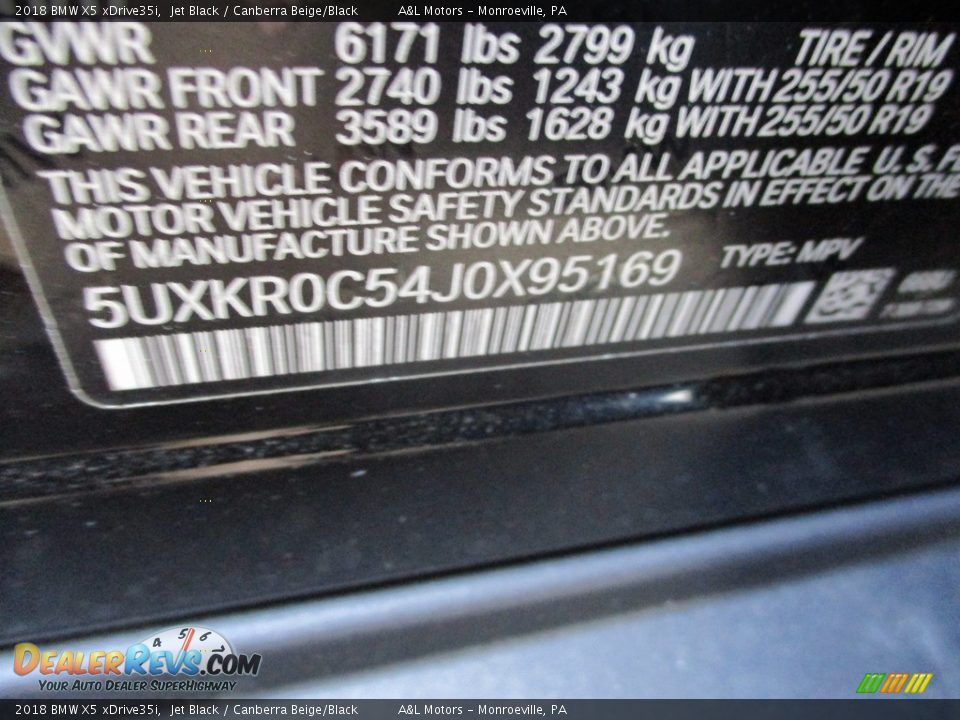 2018 BMW X5 xDrive35i, Jet Black / Canberra Beige/Black A&L Motors - Monroeville, PA
GVWR 6171 lbs 2799 kg TIRE / RIM
GAWR FRONT 2740 lbs 1243 kg WITH 255/50 R19
GAWR REAR 3589 lbs 1628 kg WITH 255/50 R19
THIS VEHICLE CONFORMS TO ALL APPLICABLE U.S. F
MOTOR VEHICLE SAFETY STANDARDS IN EFFECT ON THE
OF MANUFACTURE SHOWN ABOVE.
5UXKR0C54J0X95169 TYPE: MPV
4 5 6
DEALERREVS.COM
YOUR AUTO DEALER SUPERHIGHWAY
2018 BMW X5 xDrive35i, Jet Black / Canberra Beige/Black A&L Motors - Monroeville, PA